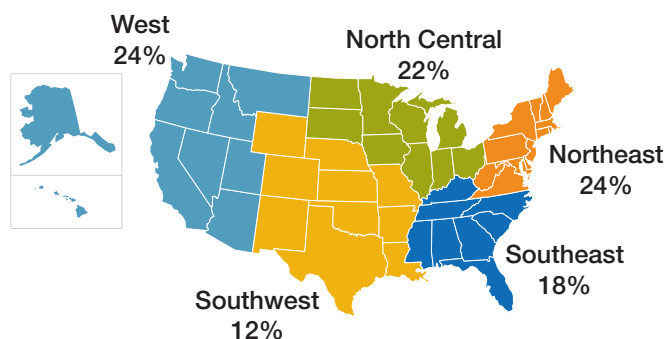 West
24%
North Central
22%
Northeast
24%
Southeast
18%
Southwest
12%